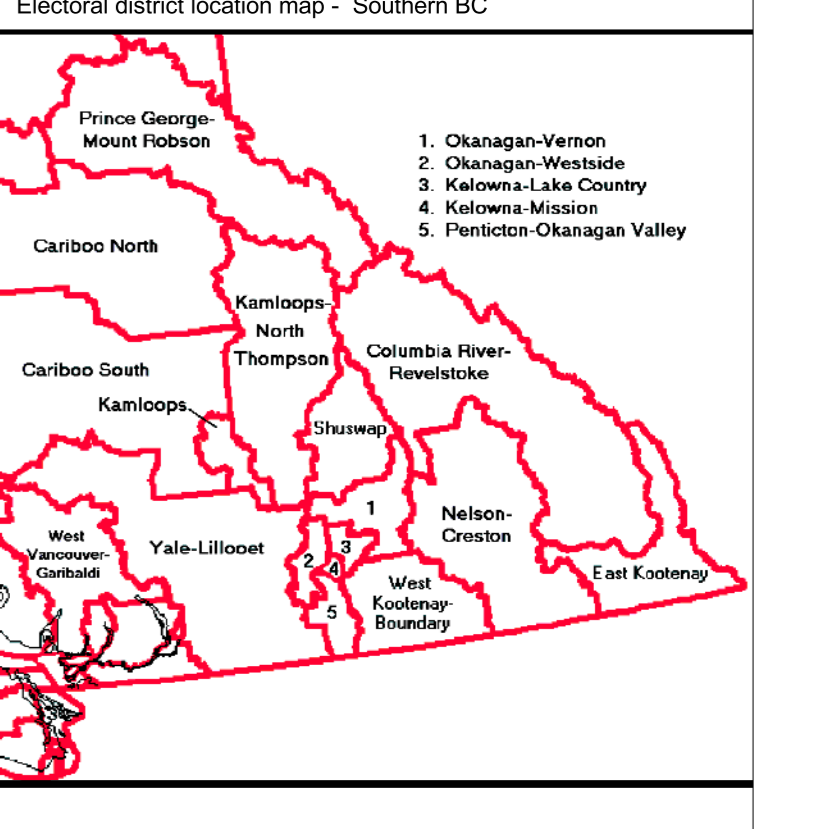 Electoral district location map - Southern BC
Prince George-
Mount Robson
1. Okanagan-Vernon
2. Okanagan-Westside
3. Kelowna-Lake Country
4. Kelowna-Mission
5. Penticton-Okanagan Valley
Cariboo North
Kamloops-
North
Thompson
Columbia River-
Revelstoke
Cariboo South
Kamloops
Shuswap
1
Nelson-
Creston
West
Vancouver-
Garibaldi
Yale-Lillooet
2
3
4
5
West
Kootenay-
Boundary
East Kootenay